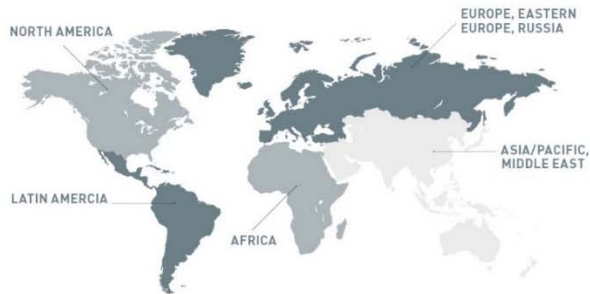 NORTH AMERICA
EUROPE, EASTERN
EUROPE, RUSSIA
ASIA/PACIFIC,
MIDDLE EAST
LATIN AMERCIA
AFRICA